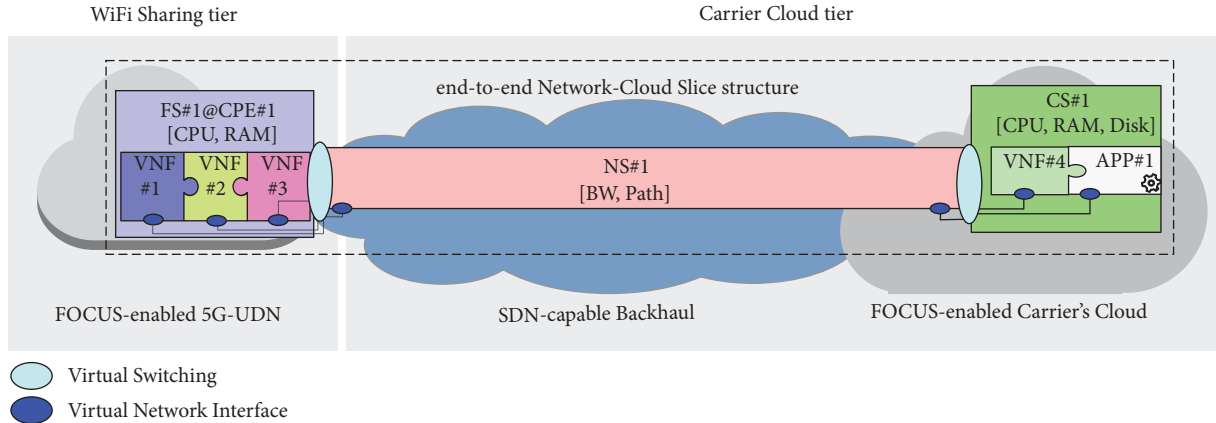 WiFi Sharing tier
Carrier Cloud tier
end-to-end Network-Cloud Slice structure
FS#1@CPE#1
[CPU, RAM]
VNF
#1
VNF
#2
VNF
#3
NS#1
[BW, Path]
CS#1
[CPU, RAM, Disk]
VNF#4
APP#1
FOCUS-enabled 5G-UDN
SDN-capable Backhaul
FOCUS-enabled Carrier’s Cloud
Virtual Switching
Virtual Network Interface